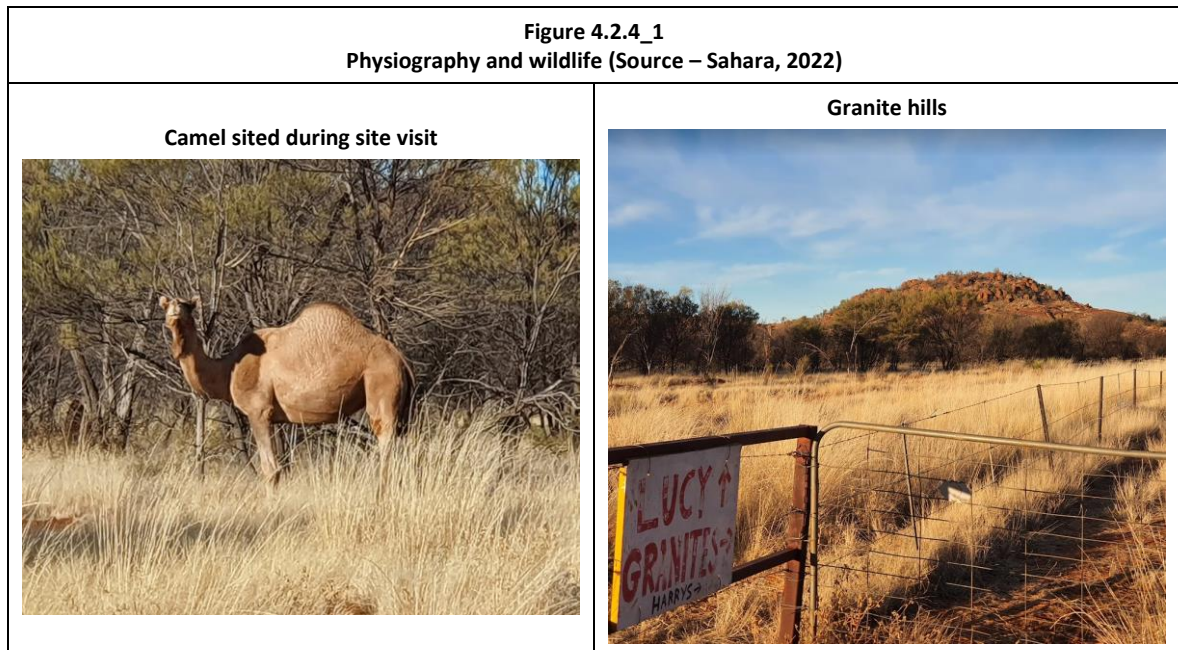 Figure 4.2.4_1
Physiography and wildlife (Source – Sahara, 2022)
Camel sited during site visit
Granite hills
LUCY ↑
GRANITES →
HARRYS →